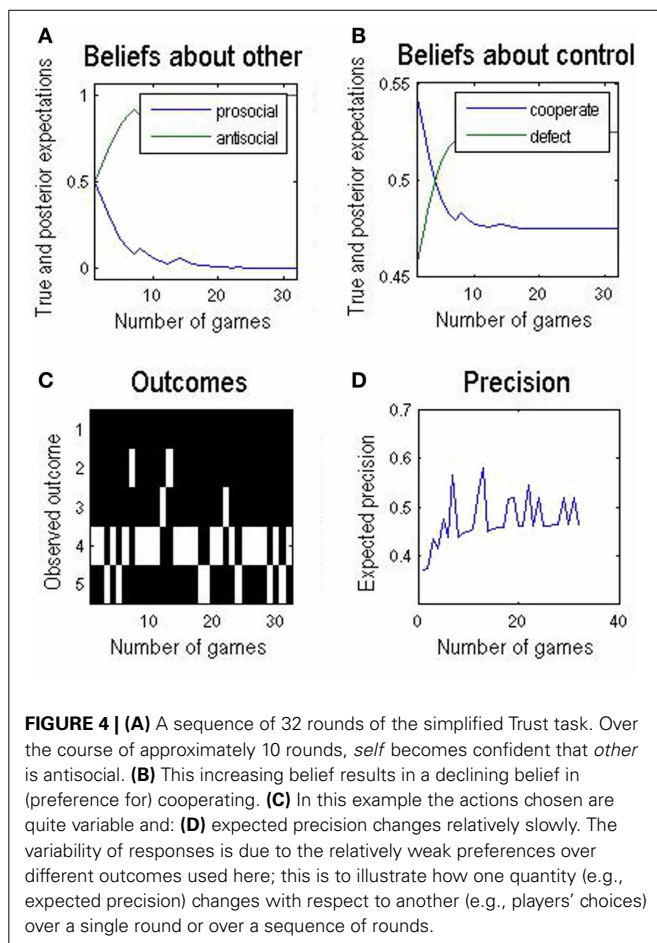 A
Beliefs about other
True and posterior expectations
1
0.5
0
prosocial
antisocial
10 20 30
Number of games
B
Beliefs about control
True and posterior expectations
0.55
0.5
0.45
cooperate
defect
10 20 30
Number of games
C
Outcomes
Observed outcome
1
2
3
4
5
10 20 30
Number of games
D
Precision
Expected precision
0.7
0.6
0.5
0.4
0 20 40
Number of games
FIGURE 4 | (A) A sequence of 32 rounds of the simplified Trust task. Over
the course of approximately 10 rounds, self becomes confident that other
is antisocial. (B) This increasing belief results in a declining belief in
(preference for) cooperating. (C) In this example the actions chosen are
quite variable and: (D) expected precision changes relatively slowly. The
variability of responses is due to the relatively weak preferences over
different outcomes used here; this is to illustrate how one quantity (e.g.,
expected precision) changes with respect to another (e.g., players’ choices)
over a single round or over a sequence of rounds.